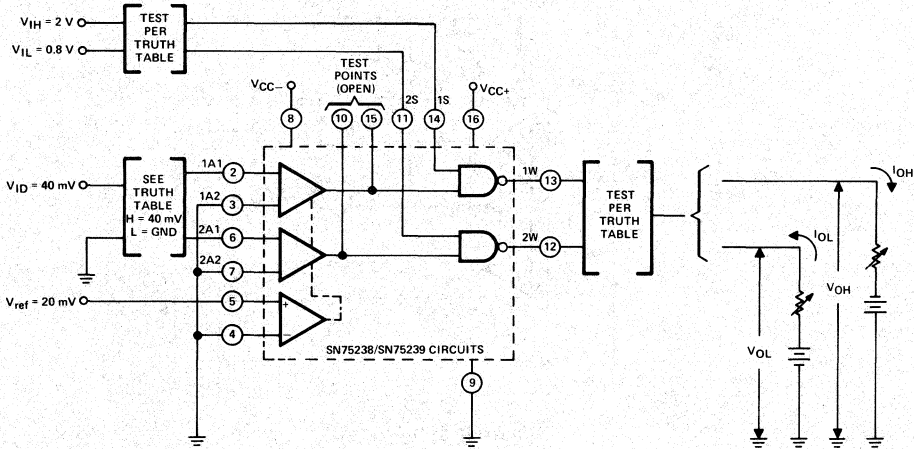 VIH = 2 V
VIL = 0.8 V
TEST
PER
TRUTH
TABLE
TEST
POINTS
(OPEN)
VCC−
2S
1S
VCC+
8
10
15
11
14
16
VID = 40 mV
SEE
TRUTH
TABLE
H = 40 mV
L = GND
1A1
2
1A2
3
2A1
6
2A2
7
Vref = 20 mV
5
4
+
−
1W
13
2W
12
SN75238/SN75239 CIRCUITS
9
TEST
PER
TRUTH
TABLE
IOH
IOL
VOH
VOL